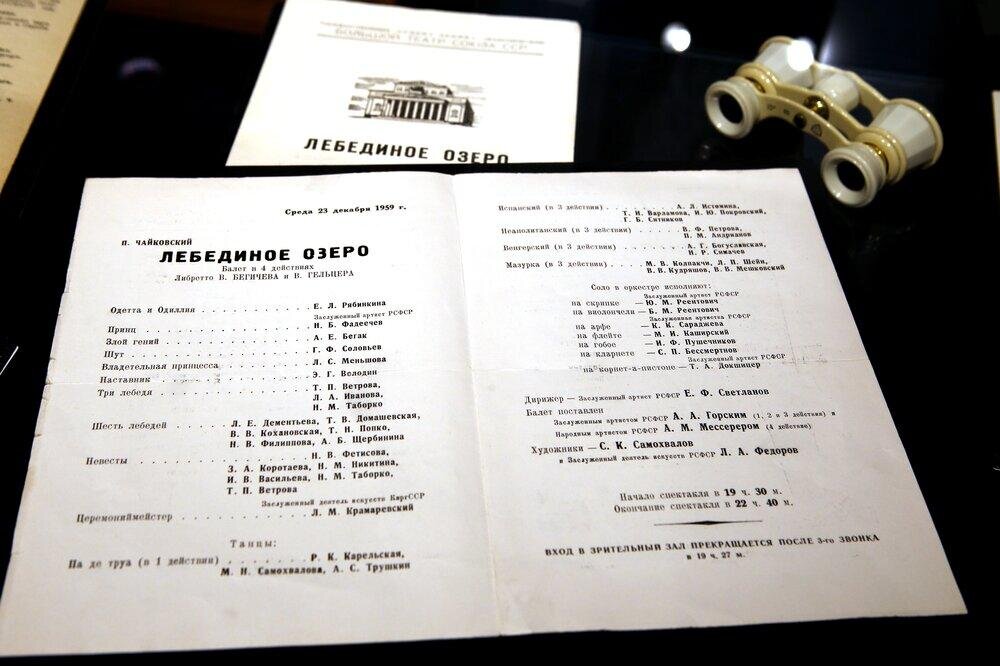 БОЛЬШОЙ ТЕАТР СОЮЗА ССР
ЛЕБЕДИНОЕ ОЗЕРО
Среда 23 декабря 1959 г.
П. ЧАЙКОВСКИЙ
ЛЕБЕДИНОЕ ОЗЕРО
Балет в 4 действиях
Либретто В. БЕГИЧЕВА и В. ГЕЛЬЦЕРА
Одетта и Одиллия . . . . . . . . . Е. Л. Рябинкина
Заслуженный артист РСФСР
Принц . . . . . . . . . Н. Б. Фадеечев
Злой гений . . . . . . . . . А. Е. Бегак
Шут . . . . . . . . . Г. Ф. Соловьев
Владетельная принцесса . . . . . . . . . Л. С. Меньшова
Наставник . . . . . . . . . Э. Г. Володин
Три лебедя . . . . . . . . . Т. П. Ветрова,
Л. А. Иванова,
Н. М. Таборко
Шесть лебедей . . . . . . Л. Е. Дементьева, Т. В. Домашевская,
В. В. Кохановская, Т. Н. Попко,
Н. В. Филиппова, А. Б. Щербинина
Невесты . . . . . . . . . Н. В. Фетисова,
З. А. Коротаева, Н. М. Никитина,
И. В. Васильева, Н. М. Таборко,
Т. П. Ветрова
Заслуженный деятель искусств КиргССР
Церемониймейстер . . . . . . . . . Л. М. Крамаревский
Танцы:
Па де труа (в 1 действии) . . . . . . . Р. К. Карельская,
М. Н. Самохвалова, А. С. Трушкин
Испанский (в 3 действии) . . . . . . . А. Л. Истомина,
Т. И. Варламова, И. Ю. Покровский,
Г. Б. Ситников
Неаполитанский (в 3 действии) . . . . . В. Ф. Петрова,
П. М. Андрианов
Венгерский (в 3 действии) . . . . . А. Г. Богуславская,
Н. Р. Симачев
Мазурка (в 3 действии) . . . . М. В. Колпакчи, Л. П. Шейн,
В. В. Кудряшов, В. В. Мешковский
Соло в оркестре исполняют:
Заслуженный артист РСФСР
на скрипке — Ю. М. Реентович
на виолончели — Б. М. Реентович
Заслуженная артистка РСФСР
на арфе — К. К. Сараджева
на флейте — М. И. Каширский
на гобое — И. Ф. Пушечников
на кларнете — С. П. Бессмертнов
Заслуженный артист РСФСР
на корнет-а-пистоне — Т. А. Докшицер
Дирижер — Заслуженный артист РСФСР Е. Ф. Светланов
Балет поставлен
Заслуженным артистом РСФСР А. А. Горским (1, 2 и 3 действия) и
Народным артистом РСФСР А. М. Мессерером (4 действие)
Художники — С. К. Самохвалов
и Заслуженный деятель искусств РСФСР Л. А. Федоров
Начало спектакля в 19 ч. 30 м.
Окончание спектакля в 22 ч. 40 м.
ВХОД В ЗРИТЕЛЬНЫЙ ЗАЛ ПРЕКРАЩАЕТСЯ ПОСЛЕ 3-го ЗВОНКА
в 19 ч. 27 м.